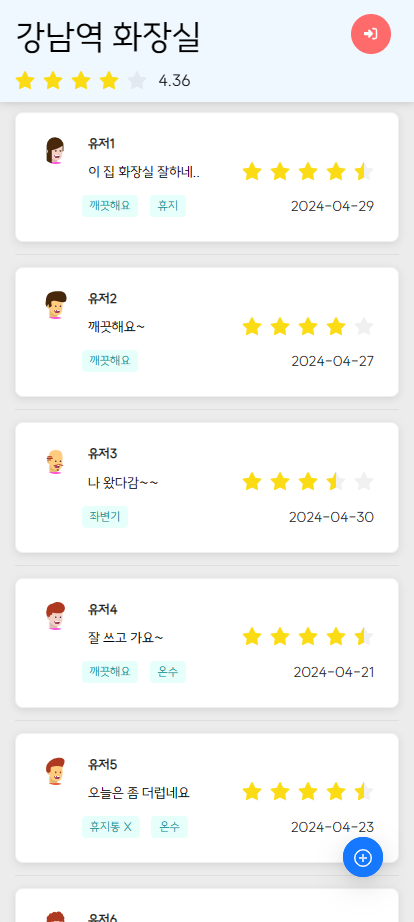 강남역 화장실
4.36
유저1
이 집 화장실 잘하네..
깨끗해요 휴지 2024-04-29
유저2
깨끗해요~
깨끗해요 2024-04-27
유저3
나 왔다감~~
좌변기 2024-04-30
유저4
잘 쓰고 가요~
깨끗해요 온수 2024-04-21
유저5
오늘은 좀 더럽네요
휴지통 X 온수 2024-04-23
유저6